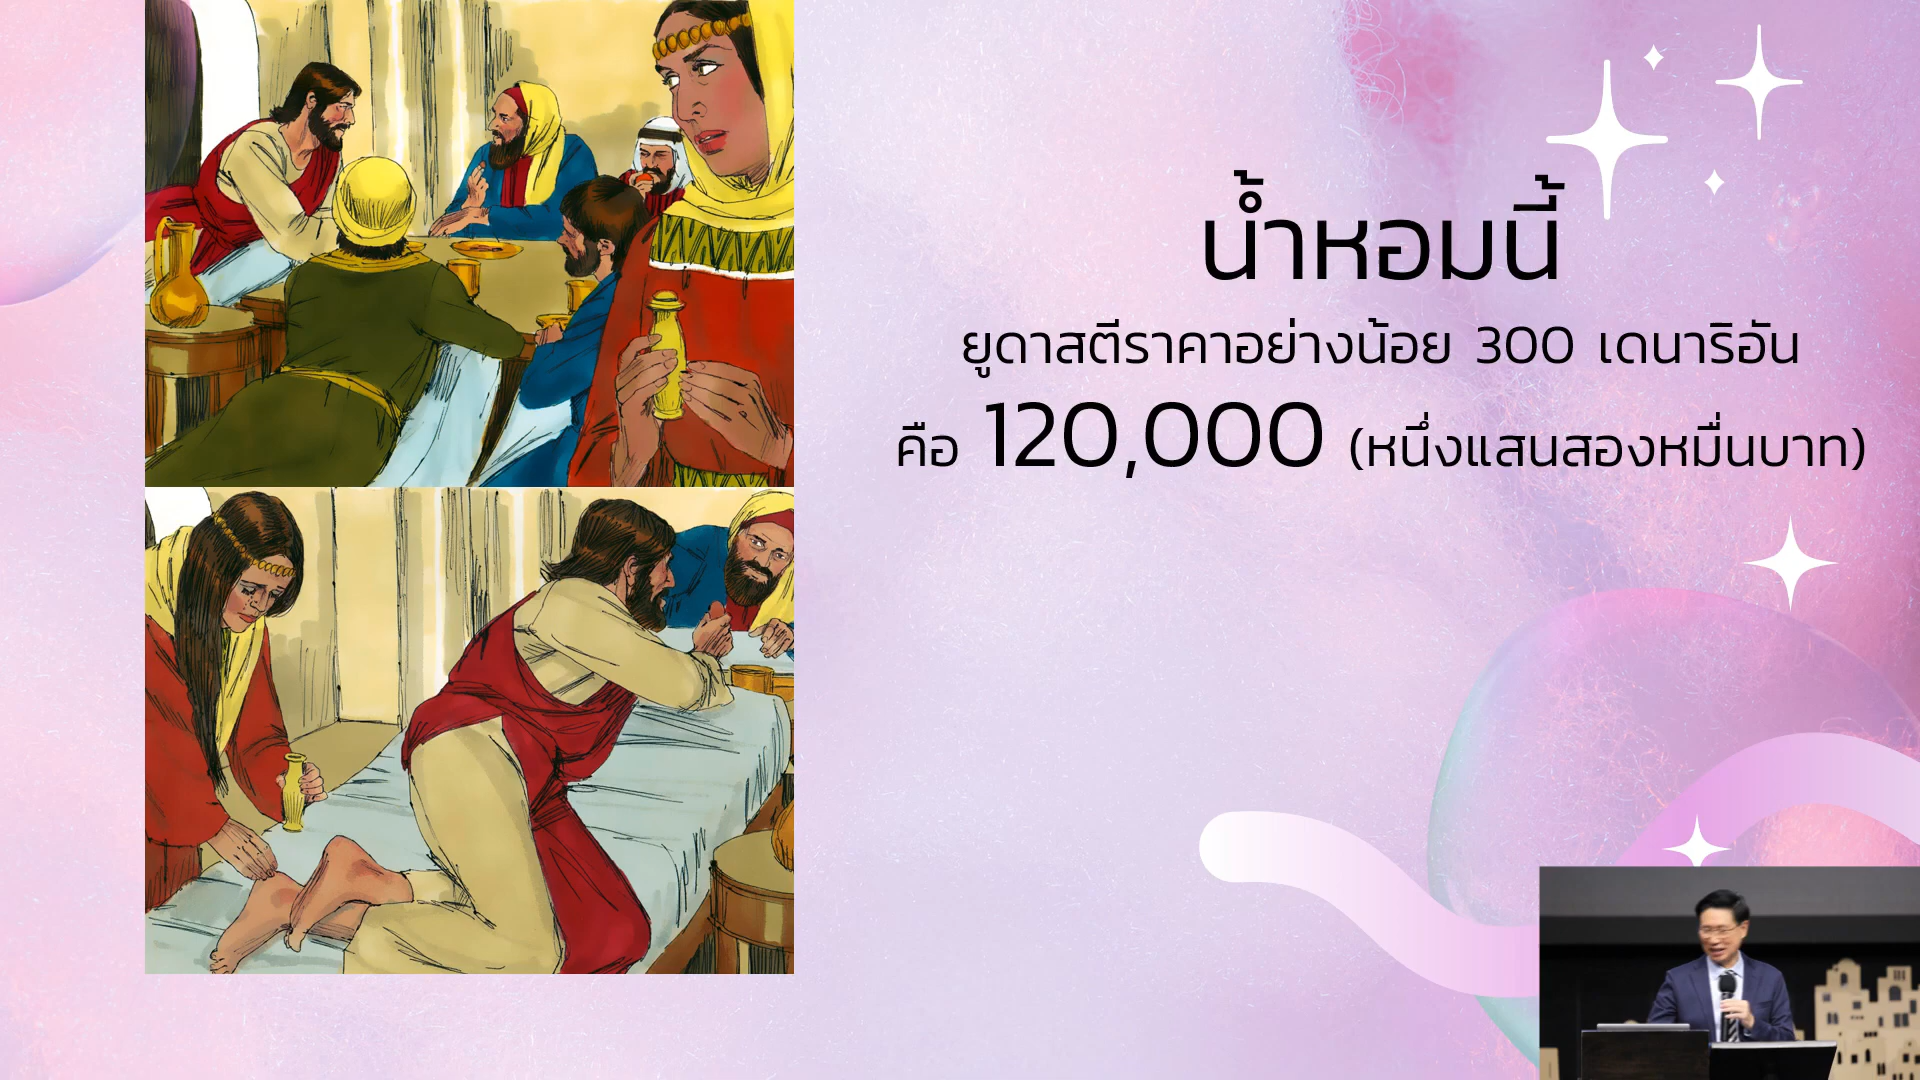 น้ำหอมนี้
ยูดาสตีราคาอย่างน้อย 300 เดนาริอัน
คือ 120,000 (หนึ่งแสนสองหมื่นบาท)